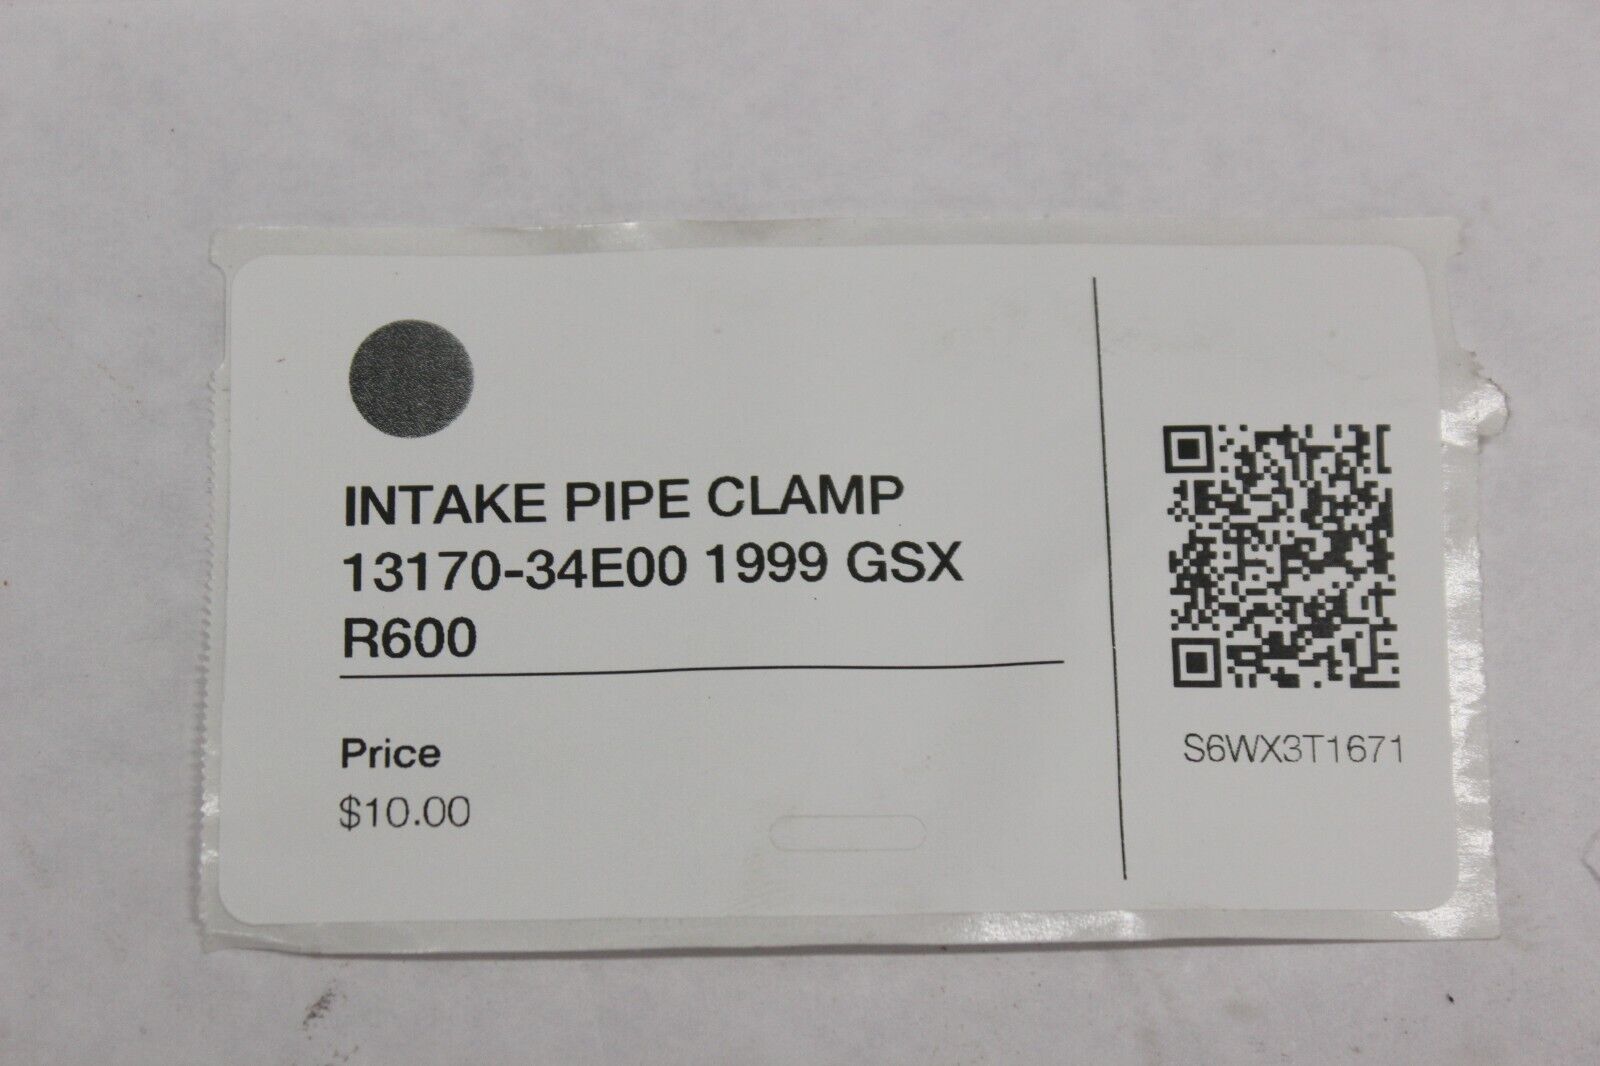 INTAKE PIPE CLAMP
13170-34E00 1999 GSX
R600
Price
$10.00
S6WX3T1671